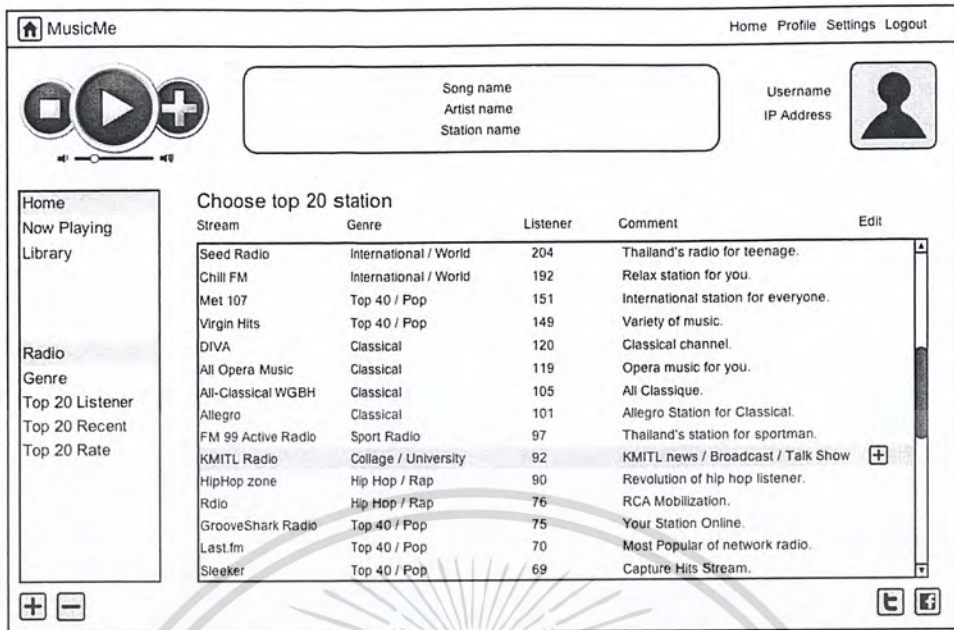 MusicMe
Home Profile Settings Logout
Song name
Artist name
Station name
Username
IP Address
Home
Now Playing
Library
Radio
Genre
Top 20 Listener
Top 20 Recent
Top 20 Rate
Choose top 20 station
Stream Genre Listener Comment Edit
Seed Radio International / World 204 Thailand's radio for teenage.
Chill FM International / World 192 Relax station for you.
Met 107 Top 40 / Pop 151 International station for everyone.
Virgin Hits Top 40 / Pop 149 Variety of music.
DIVA Classical 120 Classical channel.
All Opera Music Classical 119 Opera music for you.
All-Classical WGBH Classical 105 All Classique.
Allegro Classical 101 Allegro Station for Classical.
FM 99 Active Radio Sport Radio 97 Thailand's station for sportman.
KMITL Radio Collage / University 92 KMITL news / Broadcast / Talk Show
HipHop zone Hip Hop / Rap 90 Revolution of hip hop listener.
Rdio Hip Hop / Rap 76 RCA Mobilization.
GrooveShark Radio Top 40 / Pop 75 Your Station Online.
Last.fm Top 40 / Pop 70 Most Popular of network radio.
Sleeker Top 40 / Pop 69 Capture Hits Stream.